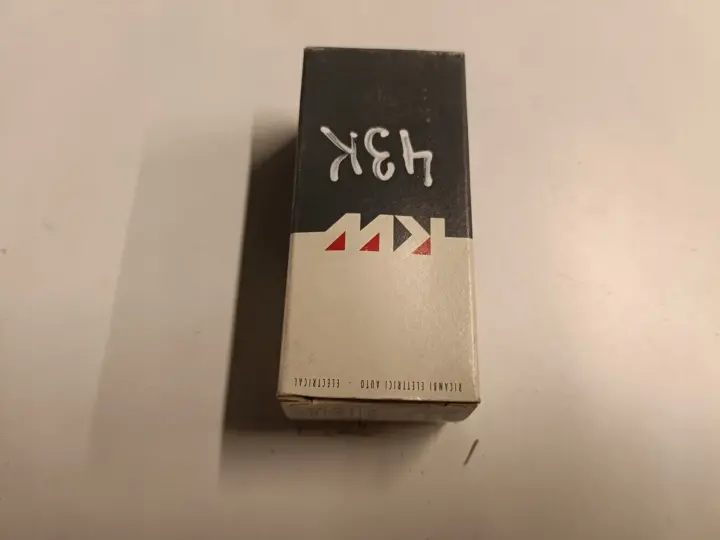 RICAMBI ELETTRICI AUTO - ELECTRICAL
KW
43K